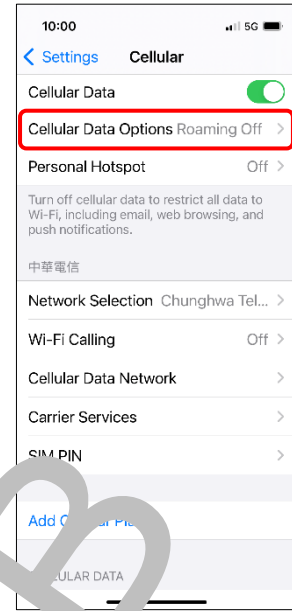 10:00 5G
Settings Cellular
Cellular Data
Cellular Data Options Roaming Off
Personal Hotspot Off
Turn off cellular data to restrict all data to
Wi-Fi, including email, web browsing, and
push notifications.
中華電信
Network Selection Chunghwa Tel...
Wi-Fi Calling Off
Cellular Data Network
Carrier Services
SIM PIN
Add
DATA